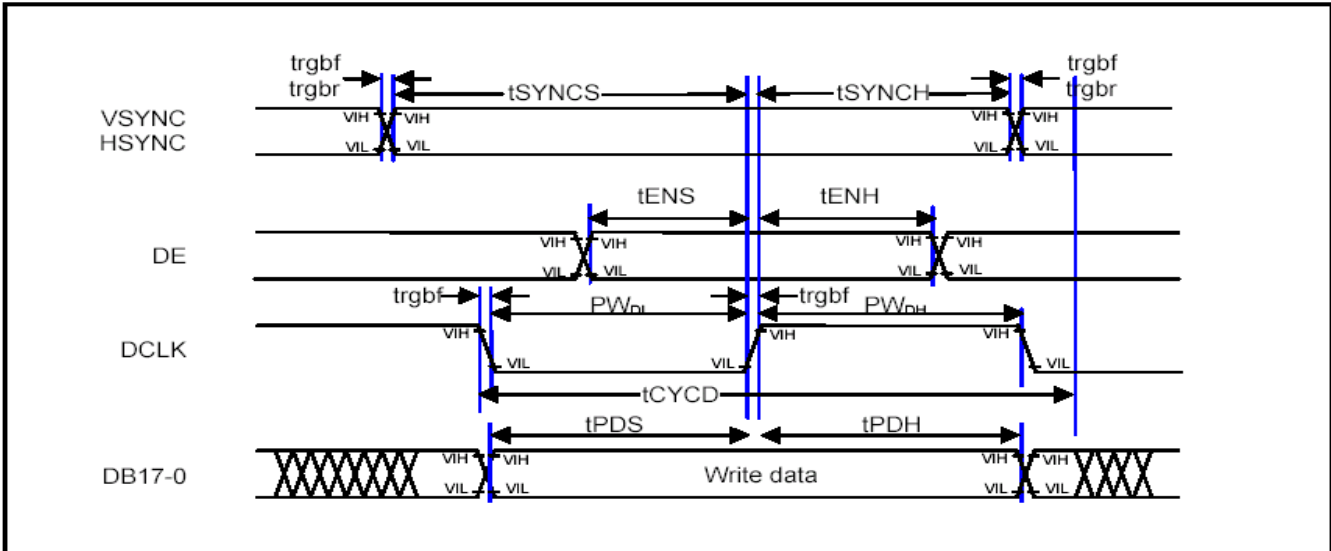 trgbf
trgbr
tSYNCS
tSYNCH
trgbf
trgbr
VSYNC
HSYNC
VIH VIH
VIL VIL
VIH VIH
VIL VIL
tENS
tENH
DE
VIH VIH
VIL VIL
VIH VIH
VIL VIL
trgbf
PWDL
trgbf
PWDH
DCLK
VIH
VIL
VIL
VIH
VIH
VIL
tCYCD
tPDS
tPDH
DB17-0
VIH VIH
VIL VIL
Write data
VIH VIH
VIL VIL